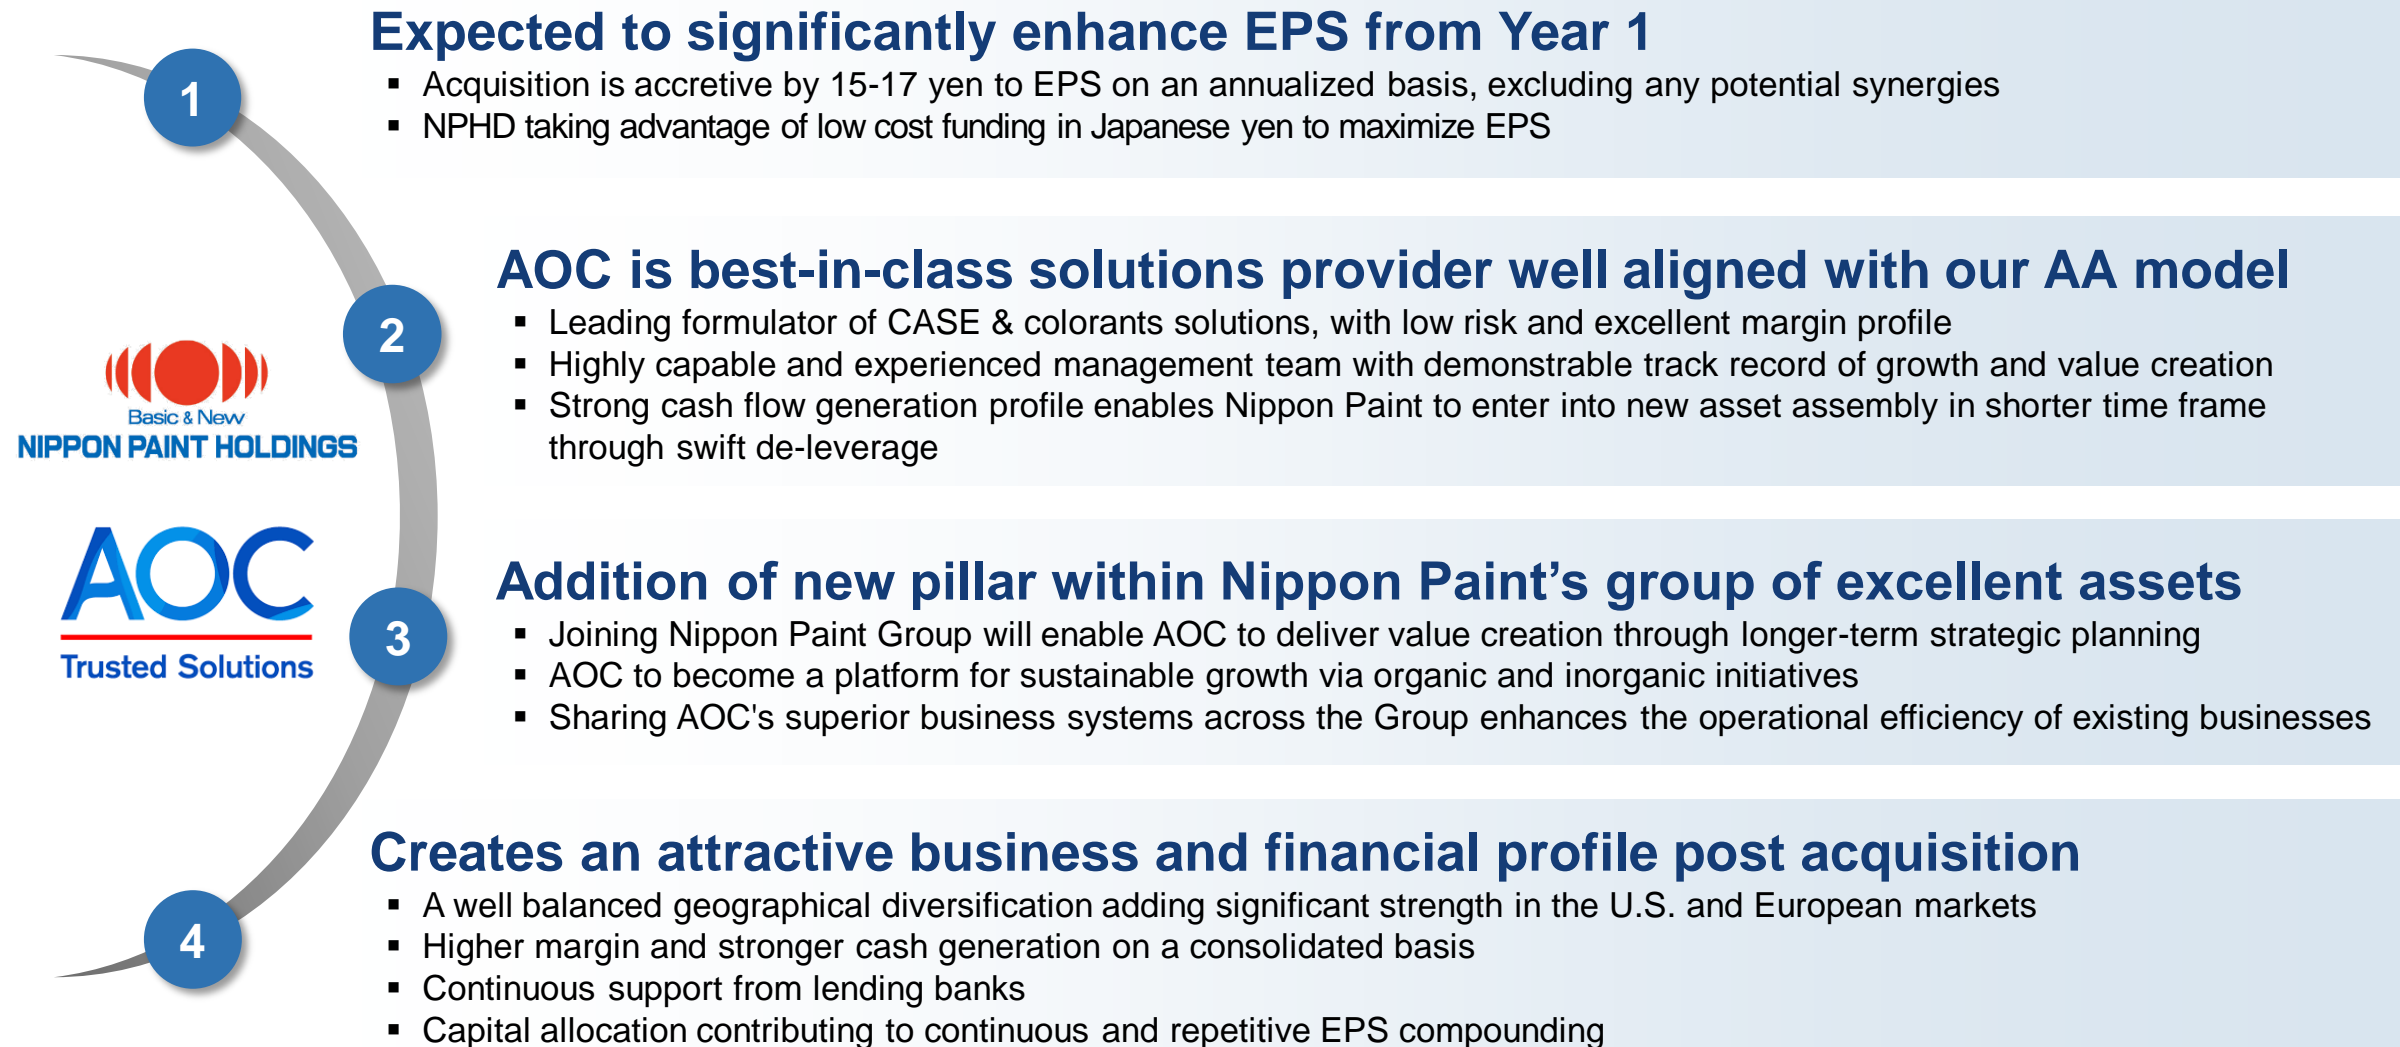 1
Expected to significantly enhance EPS from Year 1
▪ Acquisition is accretive by 15-17 yen to EPS on an annualized basis, excluding any potential synergies
▪ NPHD taking advantage of low cost funding in Japanese yen to maximize EPS
2
AOC is best-in-class solutions provider well aligned with our AA model
▪ Leading formulator of CASE & colorants solutions, with low risk and excellent margin profile
▪ Highly capable and experienced management team with demonstrable track record of growth and value creation
▪ Strong cash flow generation profile enables Nippon Paint to enter into new asset assembly in shorter time frame
through swift de-leverage
Basic & New
NIPPON PAINT HOLDINGS
AOC
Trusted Solutions
3
Addition of new pillar within Nippon Paint’s group of excellent assets
▪ Joining Nippon Paint Group will enable AOC to deliver value creation through longer-term strategic planning
▪ AOC to become a platform for sustainable growth via organic and inorganic initiatives
▪ Sharing AOC's superior business systems across the Group enhances the operational efficiency of existing businesses
4
Creates an attractive business and financial profile post acquisition
▪ A well balanced geographical diversification adding significant strength in the U.S. and European markets
▪ Higher margin and stronger cash generation on a consolidated basis
▪ Continuous support from lending banks
▪ Capital allocation contributing to continuous and repetitive EPS compounding